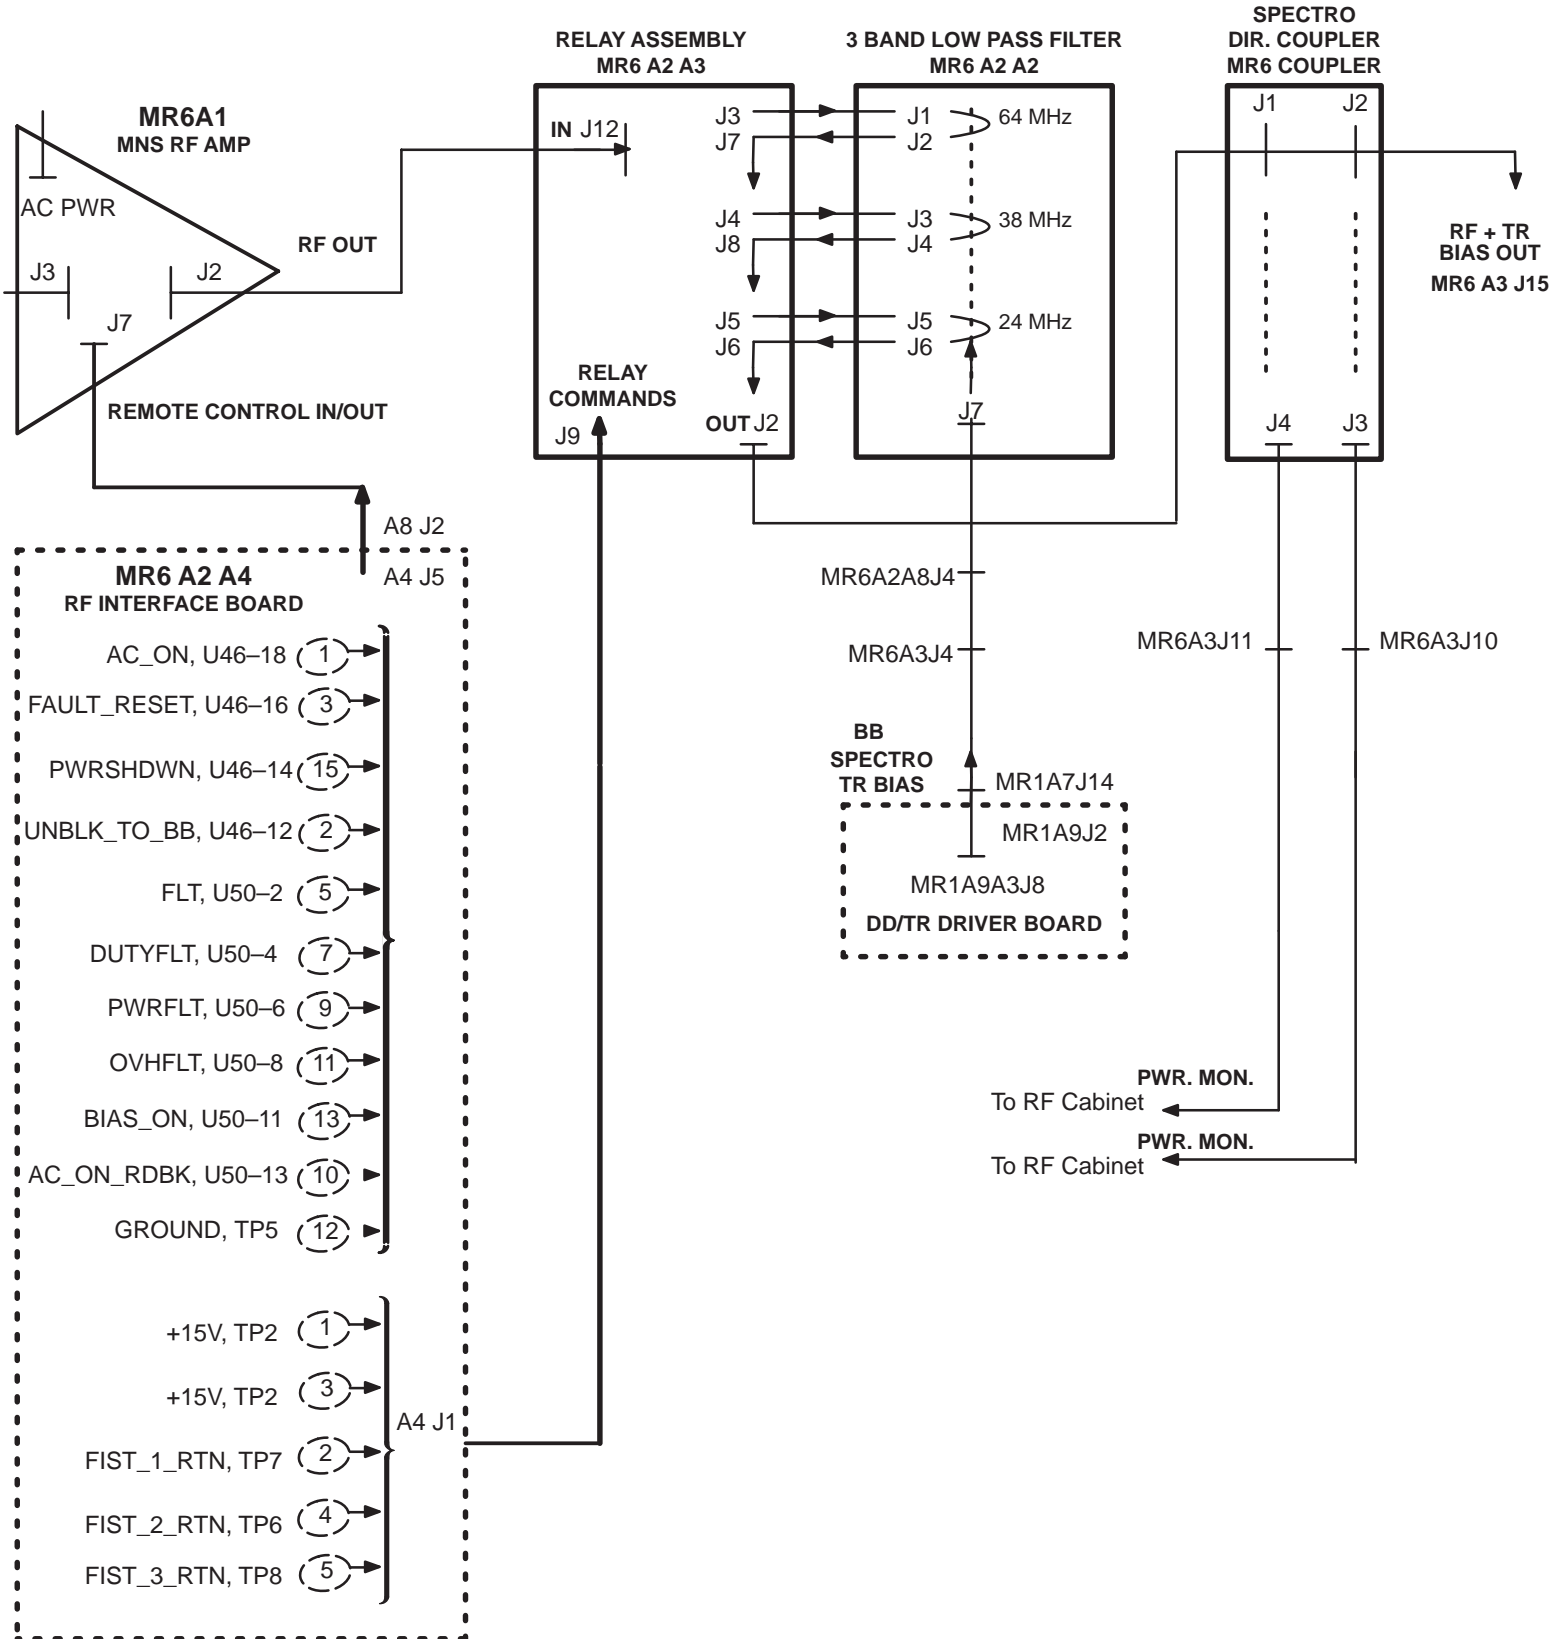 SPECTRO
DIR. COUPLER
MR6 COUPLER
RELAY ASSEMBLY
MR6 A2 A3
3 BAND LOW PASS FILTER
MR6 A2 A2
MR6A1
MNS RF AMP
AC PWR
J3
J2
J7
RF OUT
REMOTE CONTROL IN/OUT
IN J12
J3
J7
J4
J8
J5
J6
RELAY
COMMANDS
J9
OUT J2
J1
J2
64 MHz
J3
J4
38 MHz
J5
J6
24 MHz
J7
J1
J2
J4
J3
RF + TR
BIAS OUT
MR6 A3 J15
A8 J2
A4 J5
MR6 A2 A4
RF INTERFACE BOARD
AC_ON, U46–18 1
FAULT_RESET, U46–16 3
PWRSHDWN, U46–14 15
UNBLK_TO_BB, U46–12 2
FLT, U50–2 5
DUTYFLT, U50–4 7
PWRFLT, U50–6 9
OVHFLT, U50–8 11
BIAS_ON, U50–11 13
AC_ON_RDBK, U50–13 10
GROUND, TP5 12
+15V, TP2 1
+15V, TP2 3
FIST_1_RTN, TP7 2
FIST_2_RTN, TP6 4
FIST_3_RTN, TP8 5
A4 J1
MR6A2A8J4
MR6A3J4
BB
SPECTRO
TR BIAS
MR1A7J14
MR1A9J2
MR1A9A3J8
DD/TR DRIVER BOARD
MR6A3J11
MR6A3J10
PWR. MON.
To RF Cabinet
PWR. MON.
To RF Cabinet